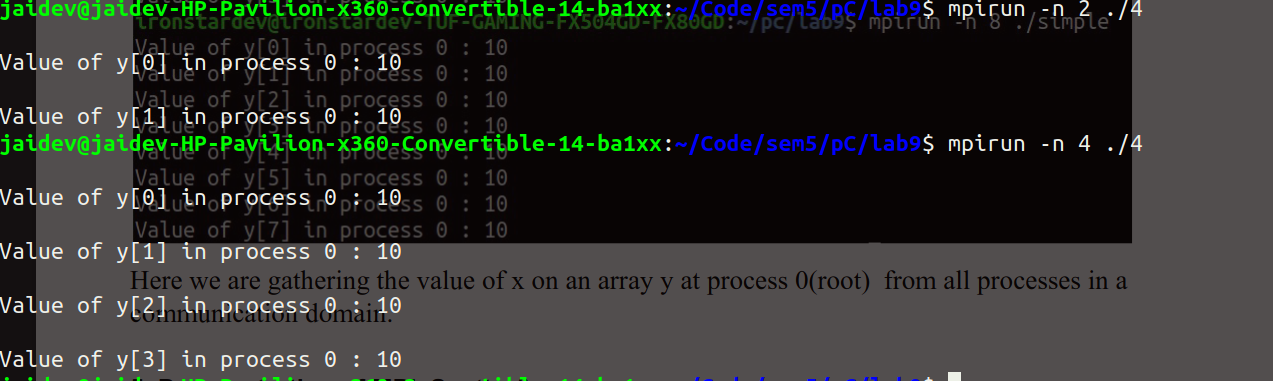 jaidev@jaidev-HP-Pavilion-x360-Convertible-14-ba1xx:~/Code/sem5/pC/lab9$ mpirun -n 2 ./4
ironstardev@ironstardev-TUF-GAMING-FX504GD-FX80GD:~/pc/lab9$ mpirun -n 8 ./simple
Value of y[0] in process 0 : 10
Value of y[0] in process 0 : 10
Value of y[1] in process 0 : 10
Value of y[2] in process 0 : 10
Value of y[1] in process 0 : 10
Value of y[3] in process 0 : 10
jaidev@jaidev-HP-Pavilion-x360-Convertible-14-ba1xx:~/Code/sem5/pC/lab9$ mpirun -n 4 ./4
Value of y[4] in process 0 : 10
Value of y[5] in process 0 : 10
Value of y[0] in process 0 : 10
Value of y[6] in process 0 : 10
Value of y[7] in process 0 : 10
Value of y[1] in process 0 : 10
Here we are gathering the value of x on an array y at process 0(root) from all processes in a
Value of y[2] in process 0 : 10
communication domain.
Value of y[3] in process 0 : 10